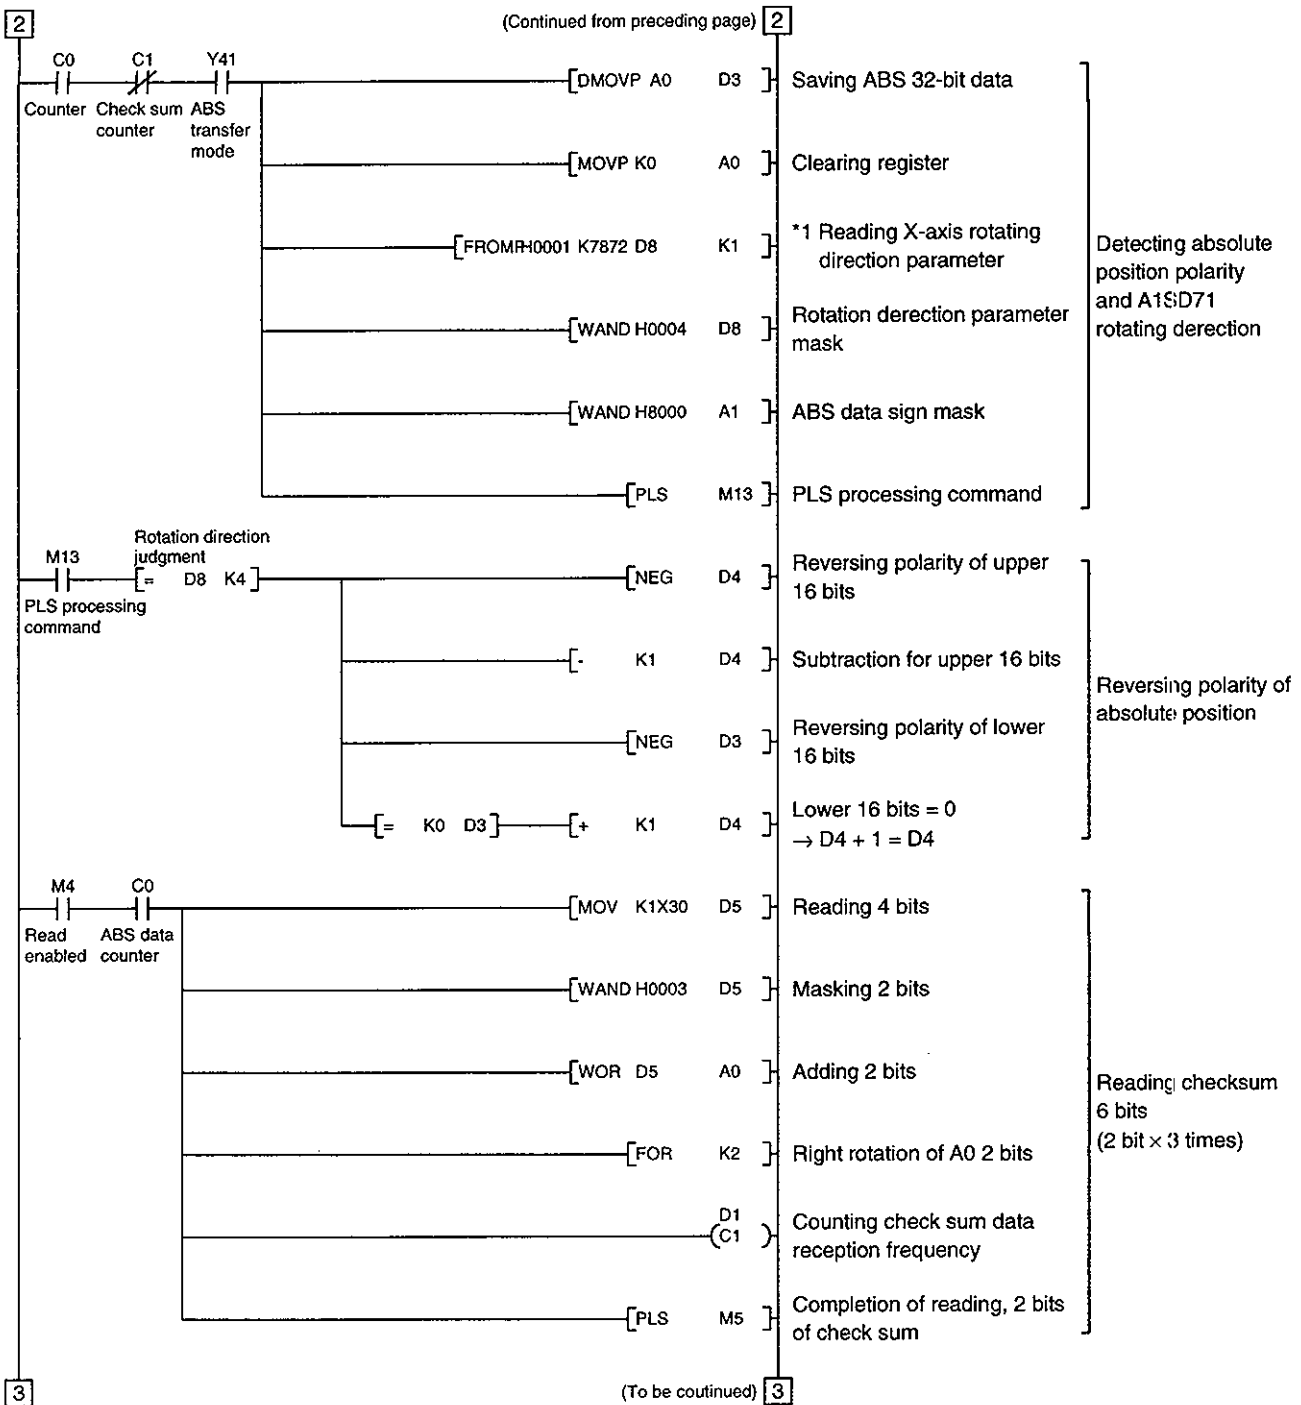 2 (Continued from preceding page) 2
C0 C1 Y41
[DMOVP A0 D3] Saving ABS 32-bit data
Counter Check sum counter ABS transfer mode
[MOVP K0 A0] Clearing register
[FROMPH0001 K7872 D8 K1] *1 Reading X-axis rotating
direction parameter
Detecting absolute
position polarity
and A1SD71
rotating derection
[WAND H0004 D8] Rotation derection parameter
mask
[WAND H8000 A1] ABS data sign mask
[PLS M13] PLS processing command
Rotation direction
judgment
M13
[= D8 K4]
PLS processing
command
[NEG D4] Reversing polarity of upper
16 bits
[- K1 D4] Subtraction for upper 16 bits
Reversing polarity of
absolute position
[NEG D3] Reversing polarity of lower
16 bits
[= K0 D3] [+ K1 D4] Lower 16 bits = 0
→ D4 + 1 = D4
M4 C0
[MOV K1X30 D5] Reading 4 bits
Read enabled ABS data counter
[WAND H0003 D5] Masking 2 bits
[WOR D5 A0] Adding 2 bits
Reading checksum
6 bits
(2 bit × 3 times)
[FOR K2] Right rotation of A0 2 bits
D1
(C1) Counting check sum data
reception frequency
[PLS M5] Completion of reading, 2 bits
of check sum
3 (To be coutinued) 3